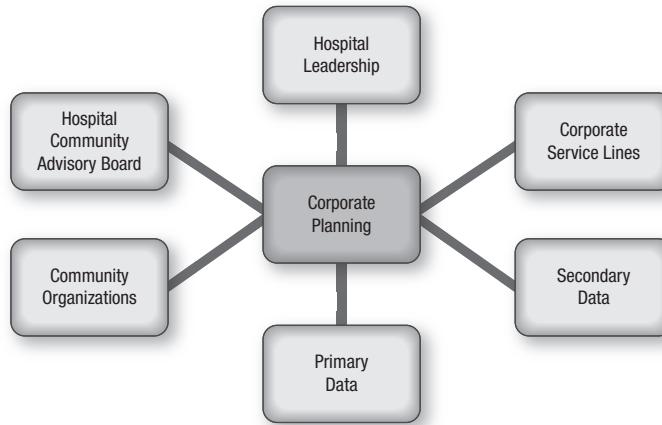 Hospital
Leadership
Hospital
Community
Advisory Board
Corporate
Service Lines
Corporate
Planning
Community
Organizations
Secondary
Data
Primary
Data